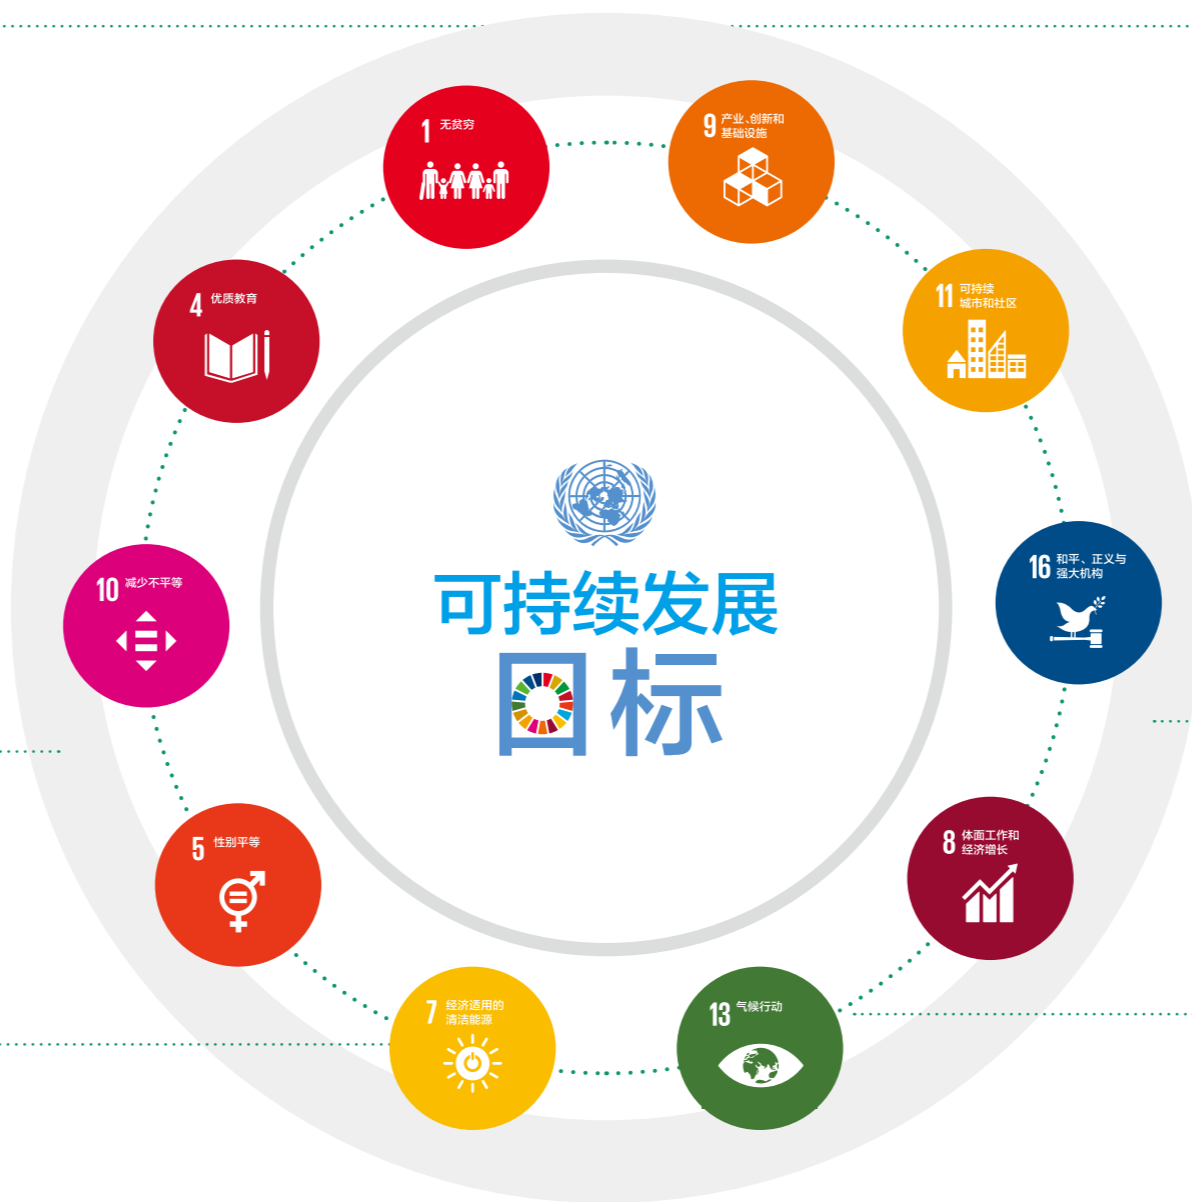 1 无贫穷
9 产业、创新和
基础设施
4 优质教育
11 可持续
城市和社区
16 和平、正义与
强大机构
可持续发展
目标
10 减少不平等
5 性别平等
8 体面工作和
经济增长
7 经济适用的
清洁能源
13 气候行动